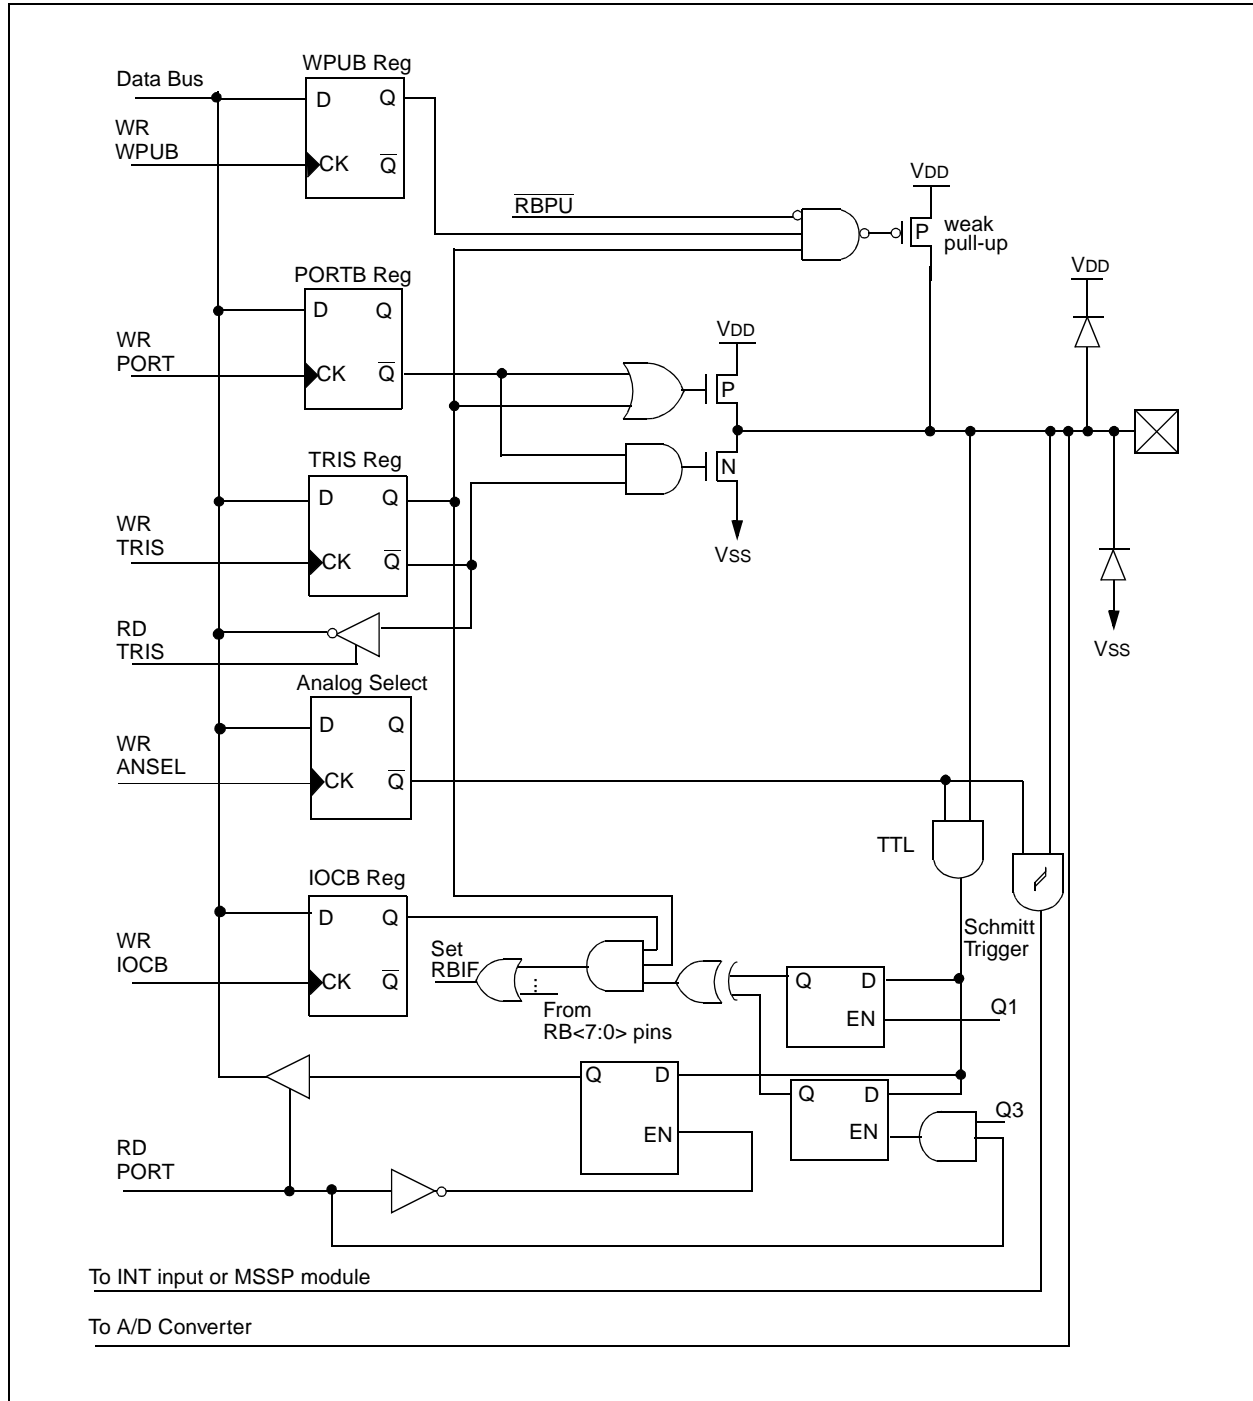 WPUB Reg
Data Bus
D Q
WR
WPUB
CK Q
VDD
RBPU
P weak
pull-up
PORTB Reg
VDD
D Q
VDD
WR
PORT
CK Q
P
TRIS Reg
N
D Q
WR
TRIS
CK Q
VSS
RD
TRIS
VSS
Analog Select
D Q
WR
ANSEL
CK Q
TTL
IOCB Reg
D Q
Schmitt
Trigger
WR
IOCB
Set
RBIF
CK Q
Q D
From
RB<7:0> pins
EN
Q1
Q D
Q D
Q3
EN
EN
RD
PORT
To INT input or MSSP module
To A/D Converter